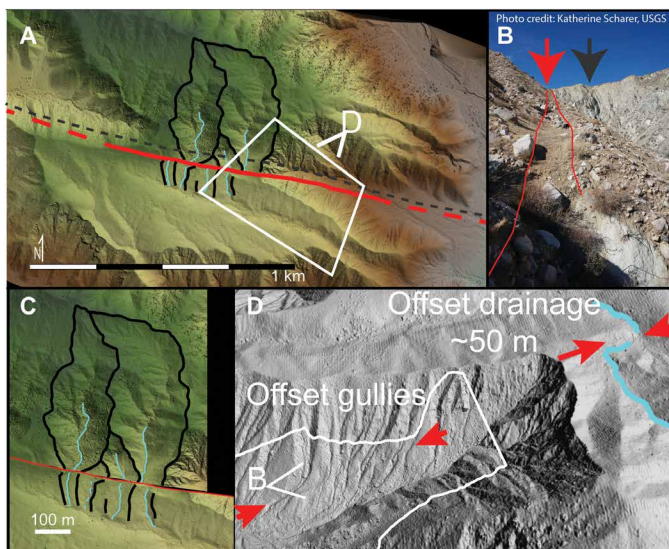 A
Photo credit: Katherine Scharer, USGS
B
D
N
1 km
C
100 m
D
Offset drainage
~50 m
Offset gullies
B